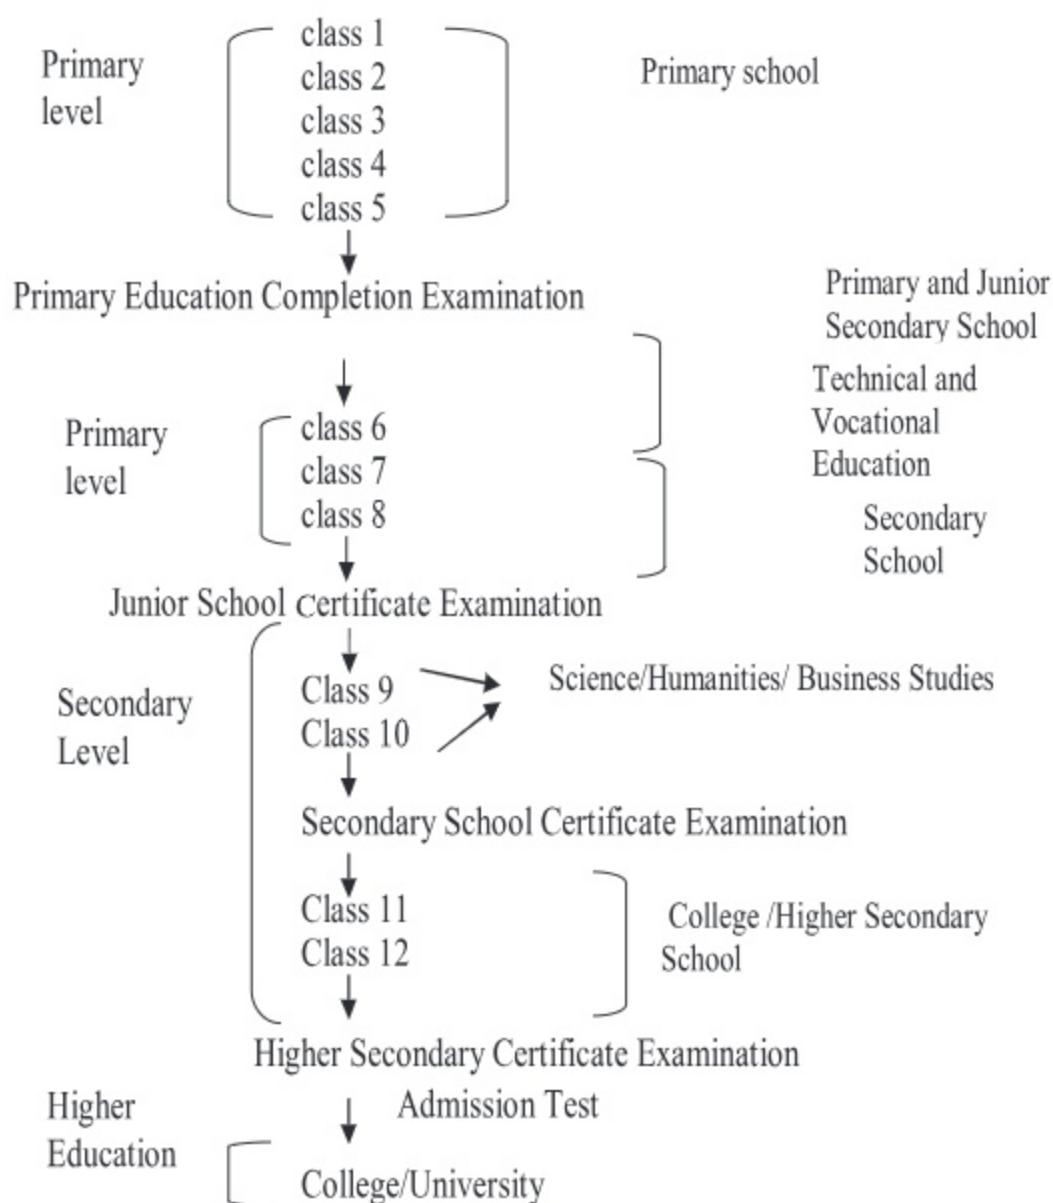 Primary
level
class 1
class 2
class 3
class 4
class 5
Primary school
Primary Education Completion Examination
Primary and Junior
Secondary School
Technical and
Vocational
Education
Primary
level
class 6
class 7
class 8
Secondary
School
Junior School Certificate Examination
Secondary
Level
Class 9
Class 10
Science/Humanities/ Business Studies
Secondary School Certificate Examination
Class 11
Class 12
College /Higher Secondary
School
Higher Secondary Certificate Examination
Higher
Education
Admission Test
College/University